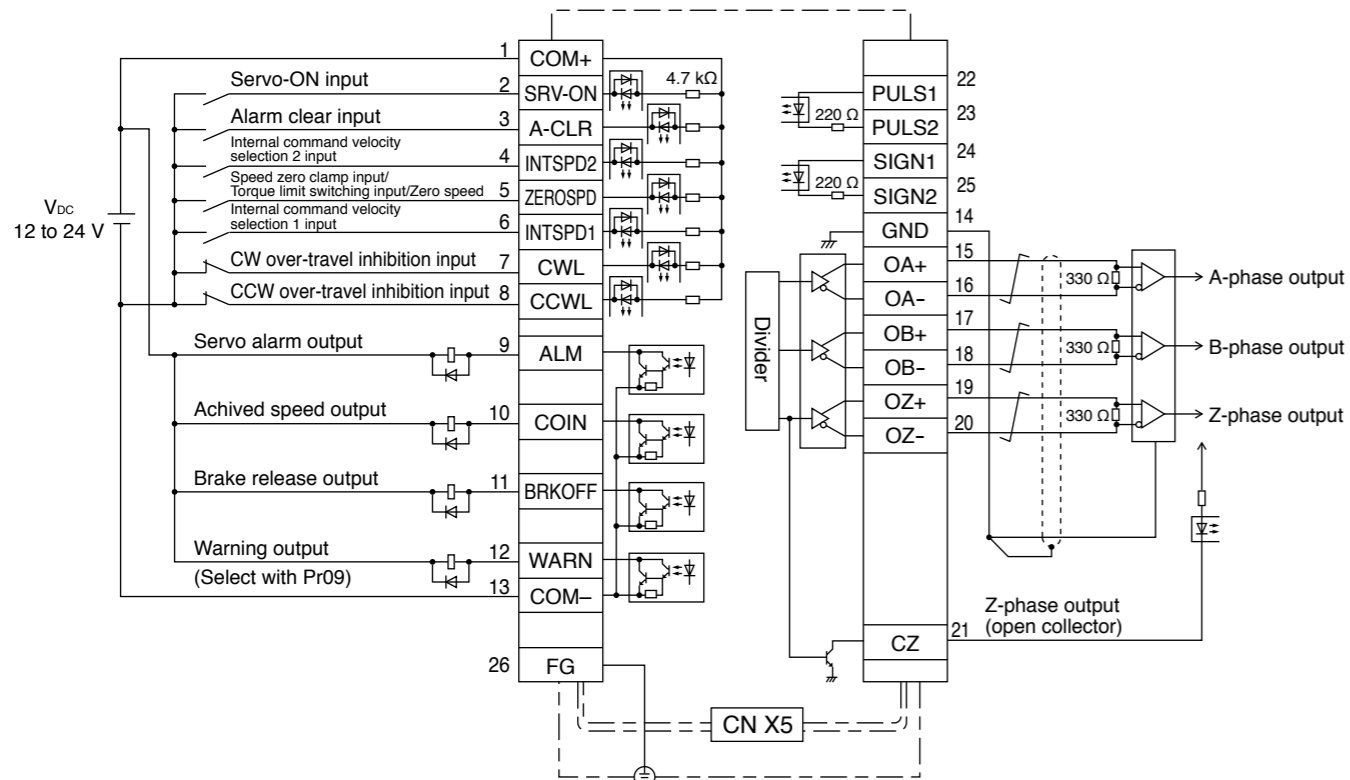 VDC
12 to 24 V
1
COM+
Servo-ON input
2
SRV-ON
4.7 kΩ
Alarm clear input
3
A-CLR
Internal command velocity
selection 2 input
4
INTSPD2
Speed zero clamp input/
Torque limit switching input/Zero speed
5
ZEROSPD
Internal command velocity
selection 1 input
6
INTSPD1
CW over-travel inhibition input
7
CWL
CCW over-travel inhibition input
8
CCWL
Servo alarm output
9
ALM
Achived speed output
10
COIN
Brake release output
11
BRKOFF
Warning output
(Select with Pr09)
12
WARN
13
COM−
26
FG
CN X5
22
PULS1
220 Ω
23
PULS2
24
SIGN1
220 Ω
25
SIGN2
14
GND
Divider
15
OA+
16
OA−
330 Ω
A-phase output
17
OB+
18
OB−
330 Ω
B-phase output
19
OZ+
20
OZ−
330 Ω
Z-phase output
Z-phase output
(open collector)
21
CZ